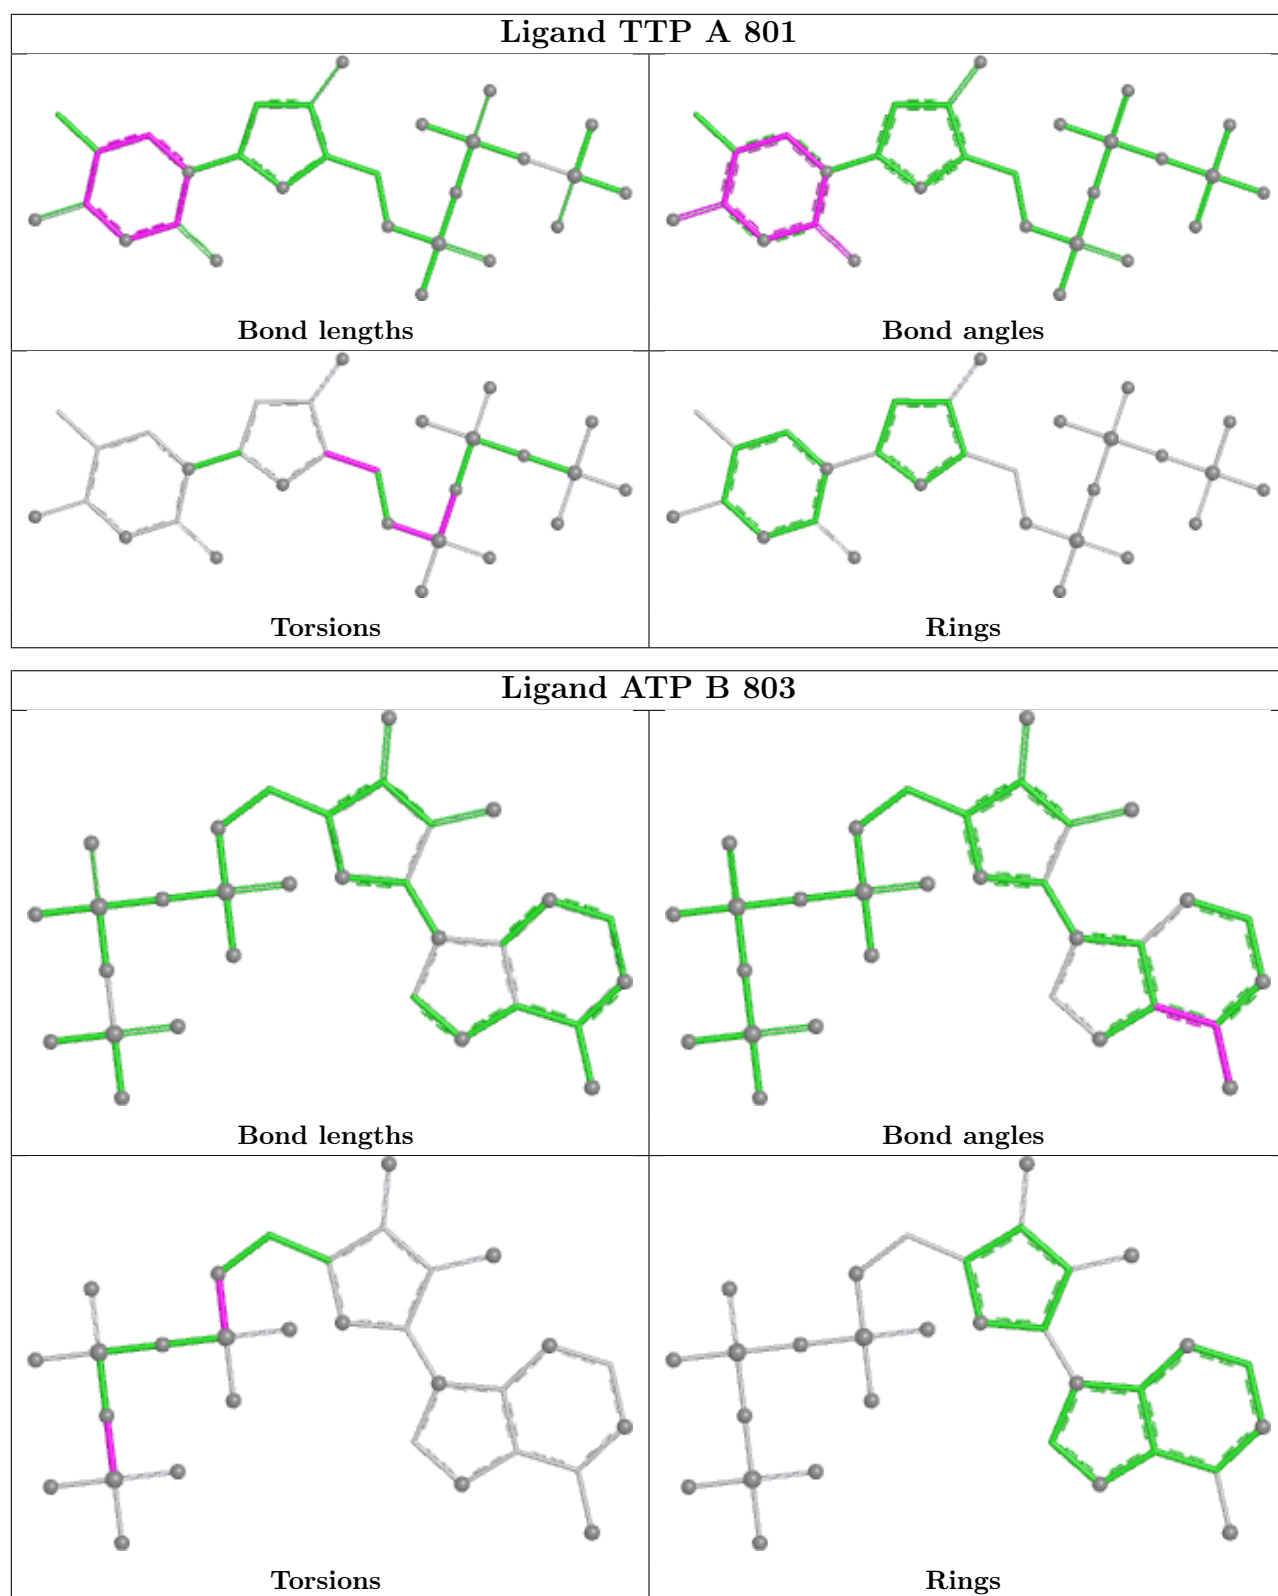 Ligand TTP A 801
Bond lengths
Bond angles
Torsions
Rings
Ligand ATP B 803
Bond lengths
Bond angles
Torsions
Rings